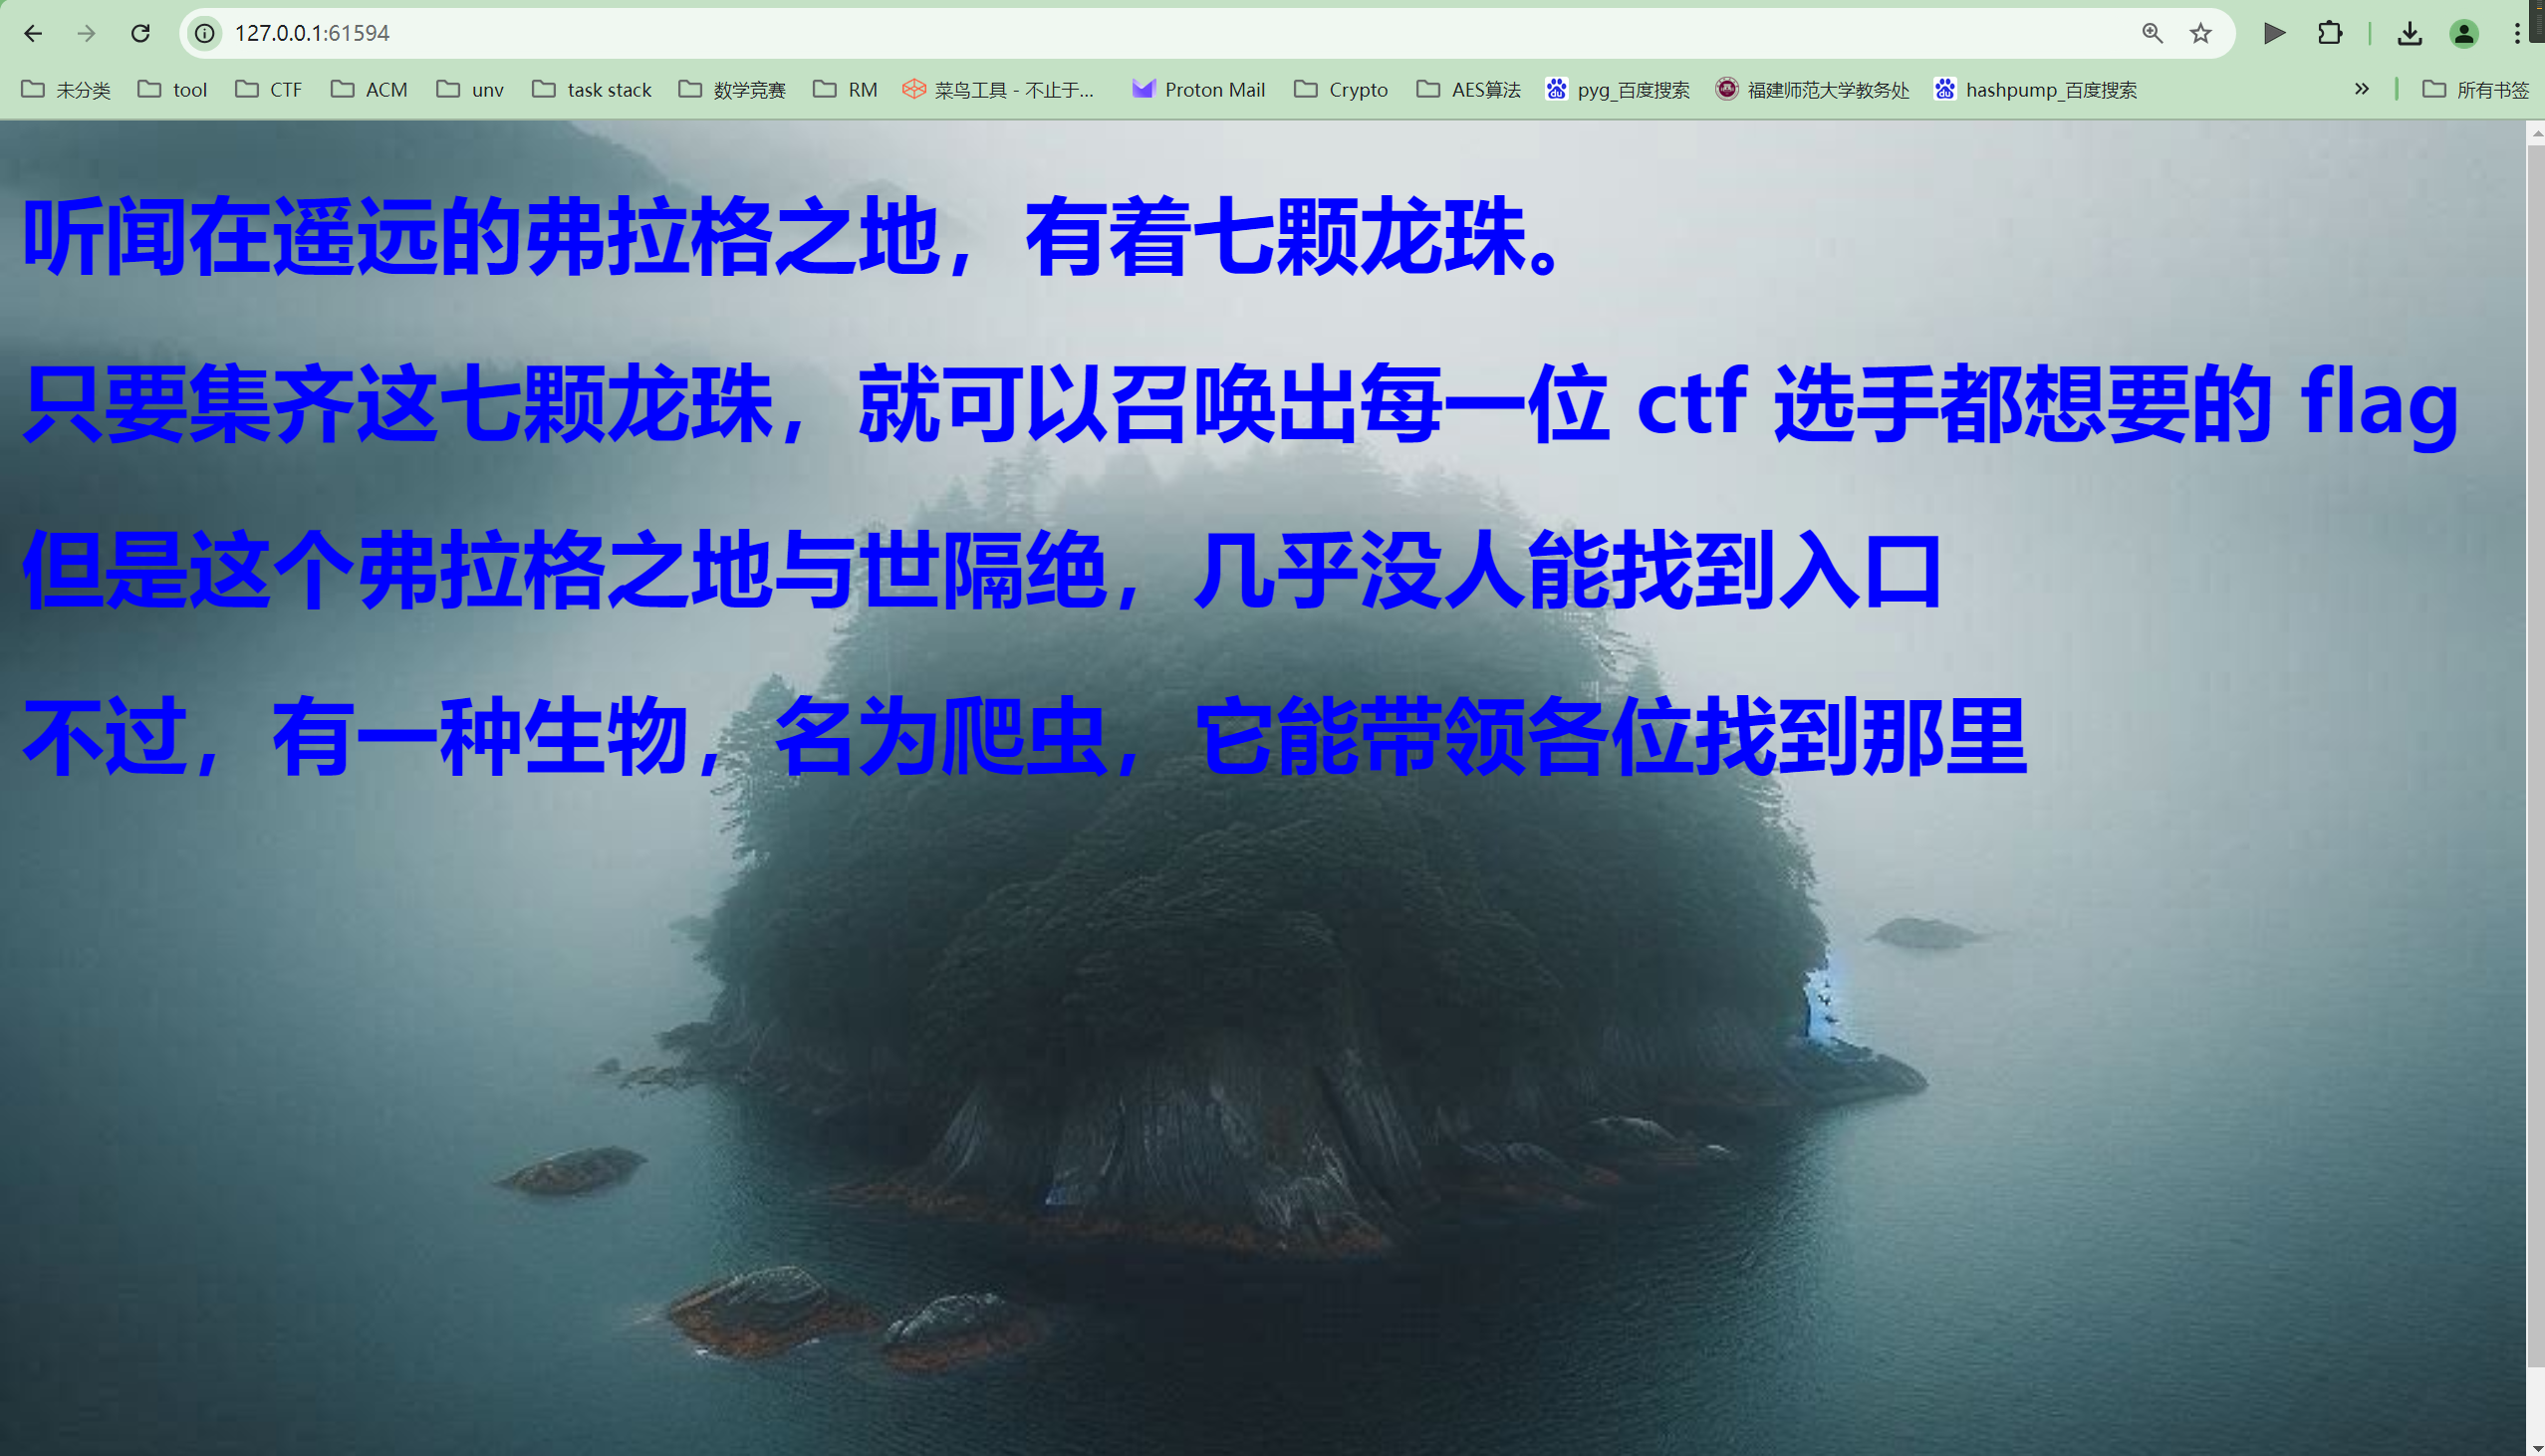 127.0.0.1:61594
未分类 tool CTF ACM unv task stack 数学竞赛 RM 菜鸟工具 - 不止于... Proton Mail Crypto AES算法 pyg_百度搜索 福建师范大学教务处 hashpump_百度搜索 » 所有书签
听闻在遥远的弗拉格之地，有着七颗龙珠。
只要集齐这七颗龙珠，就可以召唤出每一位 ctf 选手都想要的 flag
但是这个弗拉格之地与世隔绝，几乎没人能找到入口
不过，有一种生物，名为爬虫，它能带领各位找到那里